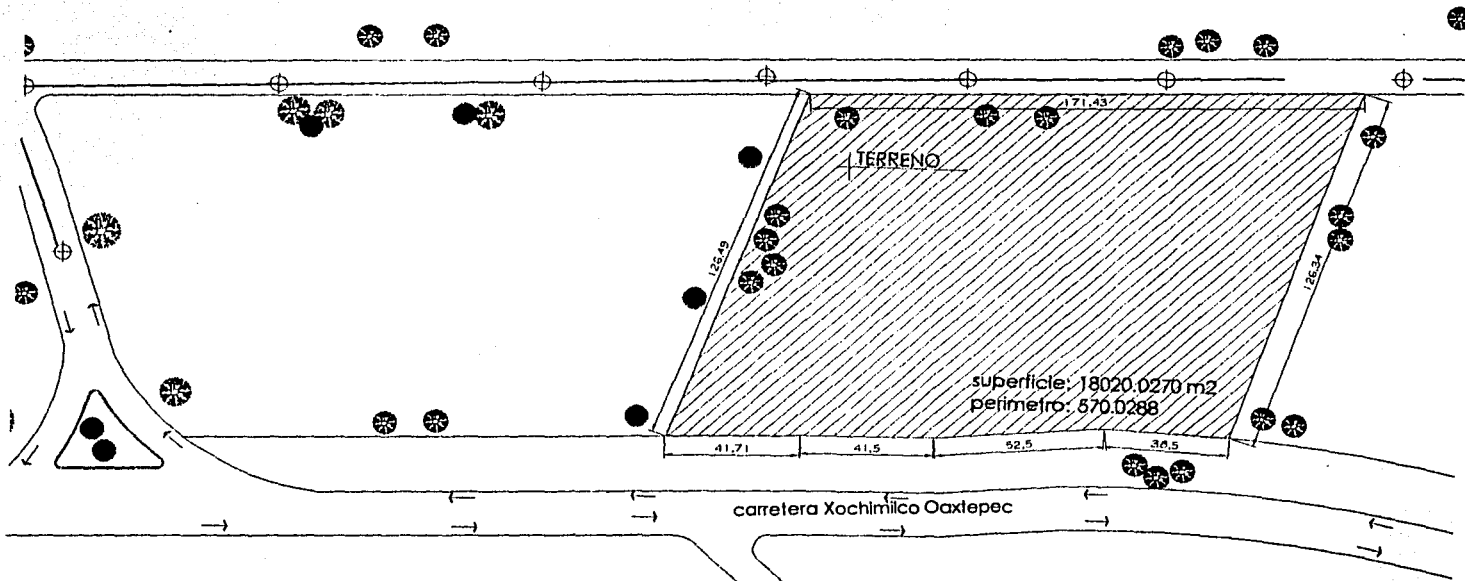 171.43
TERRENO
126.49
126.34
superficie: 18020.0270 m2
perimetro: 570.0288
41.71
41.5
52.5
38.5
carretera Xochimilco Oaxtepec